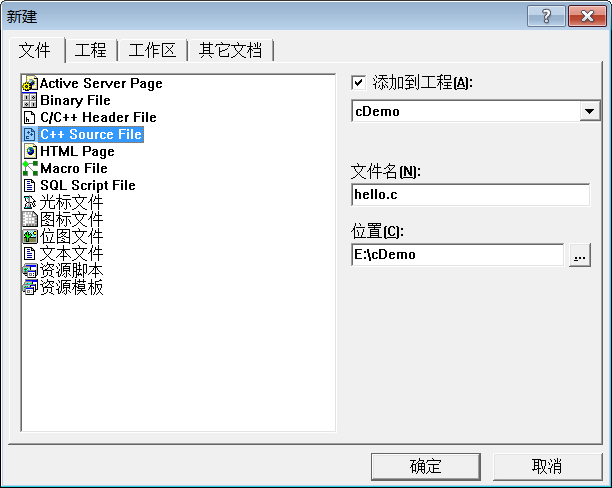 新建
文件
工程
工作区
其它文档
Active Server Page
Binary File
C/C++ Header File
C++ Source File
HTML Page
Macro File
SQL Script File
光标文件
图标文件
位图文件
文本文件
资源脚本
资源模板
添加到工程(A):
cDemo
文件名(N):
hello.c
位置(C):
E:\cDemo
...
确定
取消